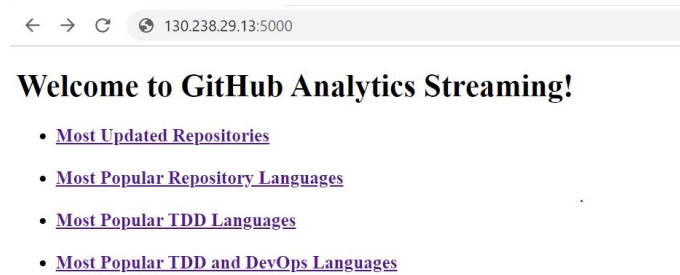 130.238.29.13:5000
Welcome to GitHub Analytics Streaming!
Most Updated Repositories
Most Popular Repository Languages
Most Popular TDD Languages
Most Popular TDD and DevOps Languages